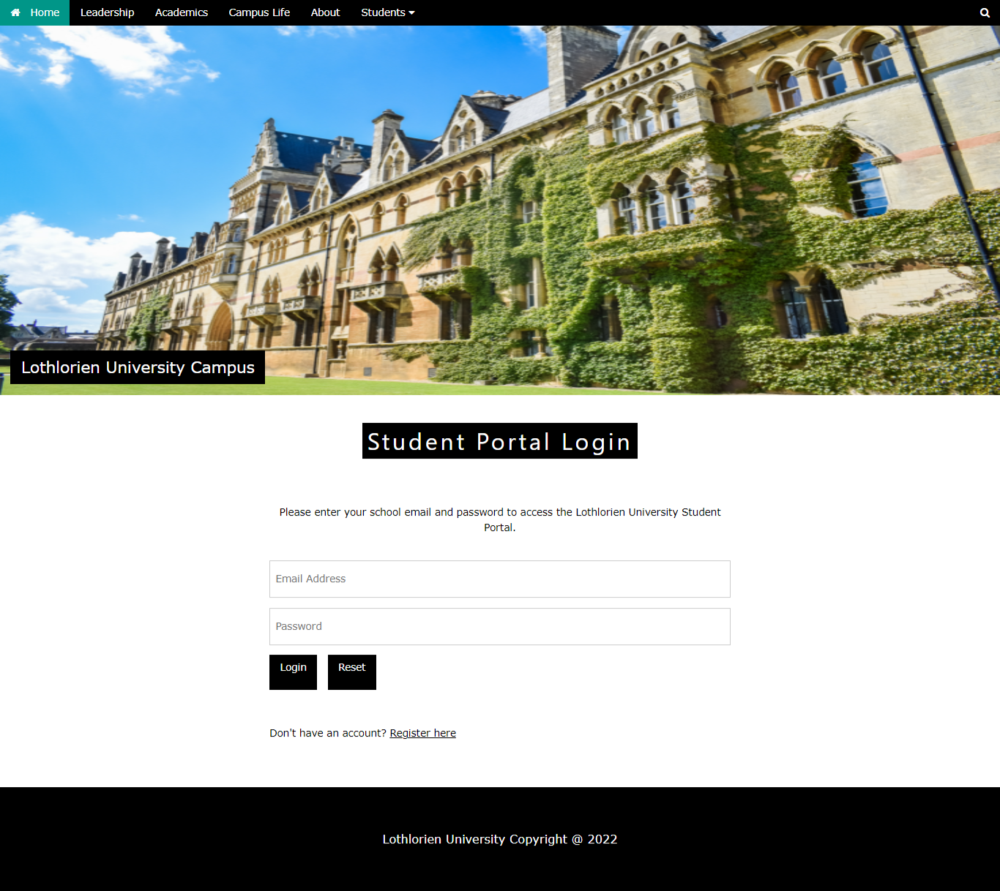 Home Leadership Academics Campus Life About Students
Lothlorien University Campus
Student Portal Login
Please enter your school email and password to access the Lothlorien University Student
Portal.
Email Address
Password
Login Reset
Don't have an account? Register here
Lothlorien University Copyright @ 2022